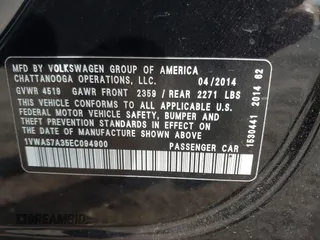 MFD BY VOLKSWAGEN GROUP OF AMERICA
CHATTANOOGA OPERATIONS, LLC. 04/2014
GVWR 4519 GAWR FRONT 2359 / REAR 2271 LBS
THIS VEHICLE CONFORMS TO ALL APPLICABLE U.S.
FEDERAL MOTOR VEHICLE SAFETY, BUMPER, AND
THEFT PREVENTION STANDARDS IN EFFECT ON THE
DATE OF MANUFACTURE SHOWN ABOVE.
1VWAS7A35EC094900 PASSENGER CAR
1530441 2014 62